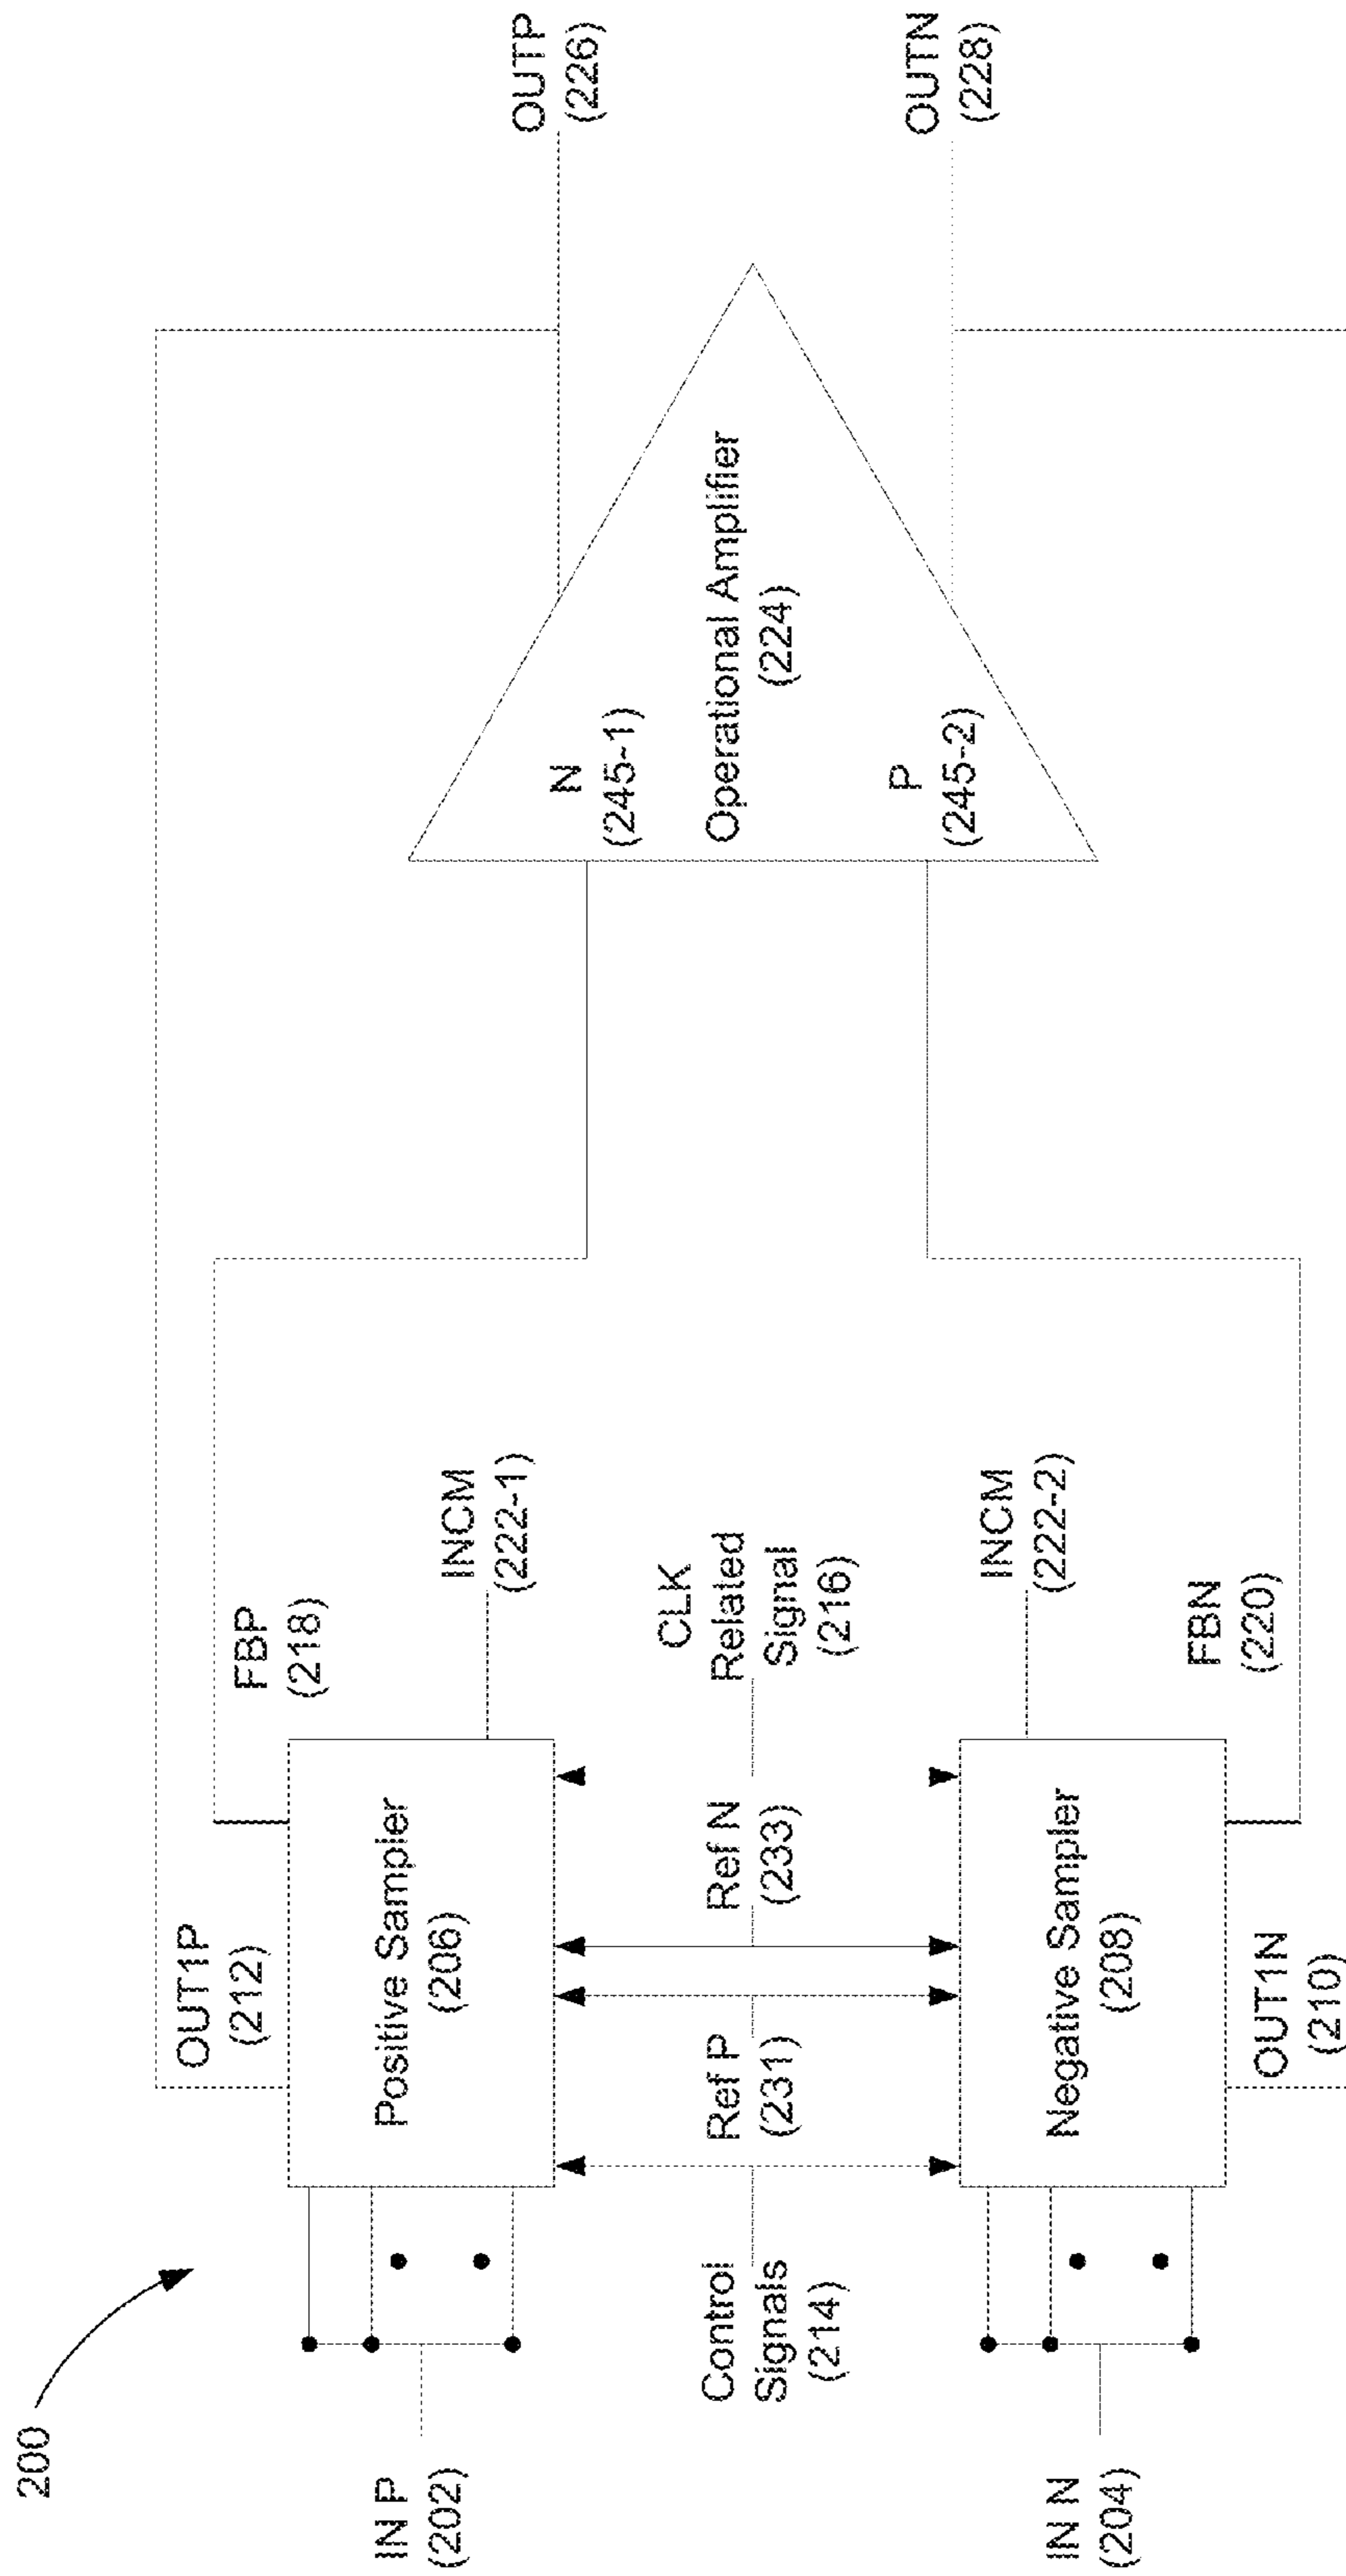 200
IN P
(202)
IN N
(204)
OUT1P
(212)
FBP
(218)
Positive Sampler
(206)
INCM
(222-1)
Control
Signals
(214)
Ref P
(231)
Ref N
(233)
CLK
Related
Signal
(216)
Negative Sampler
(208)
INCM
(222-2)
OUT1N
(210)
FBN
(220)
N
(245-1)
Operational Amplifier
(224)
P
(245-2)
OUTP
(226)
OUTN
(228)